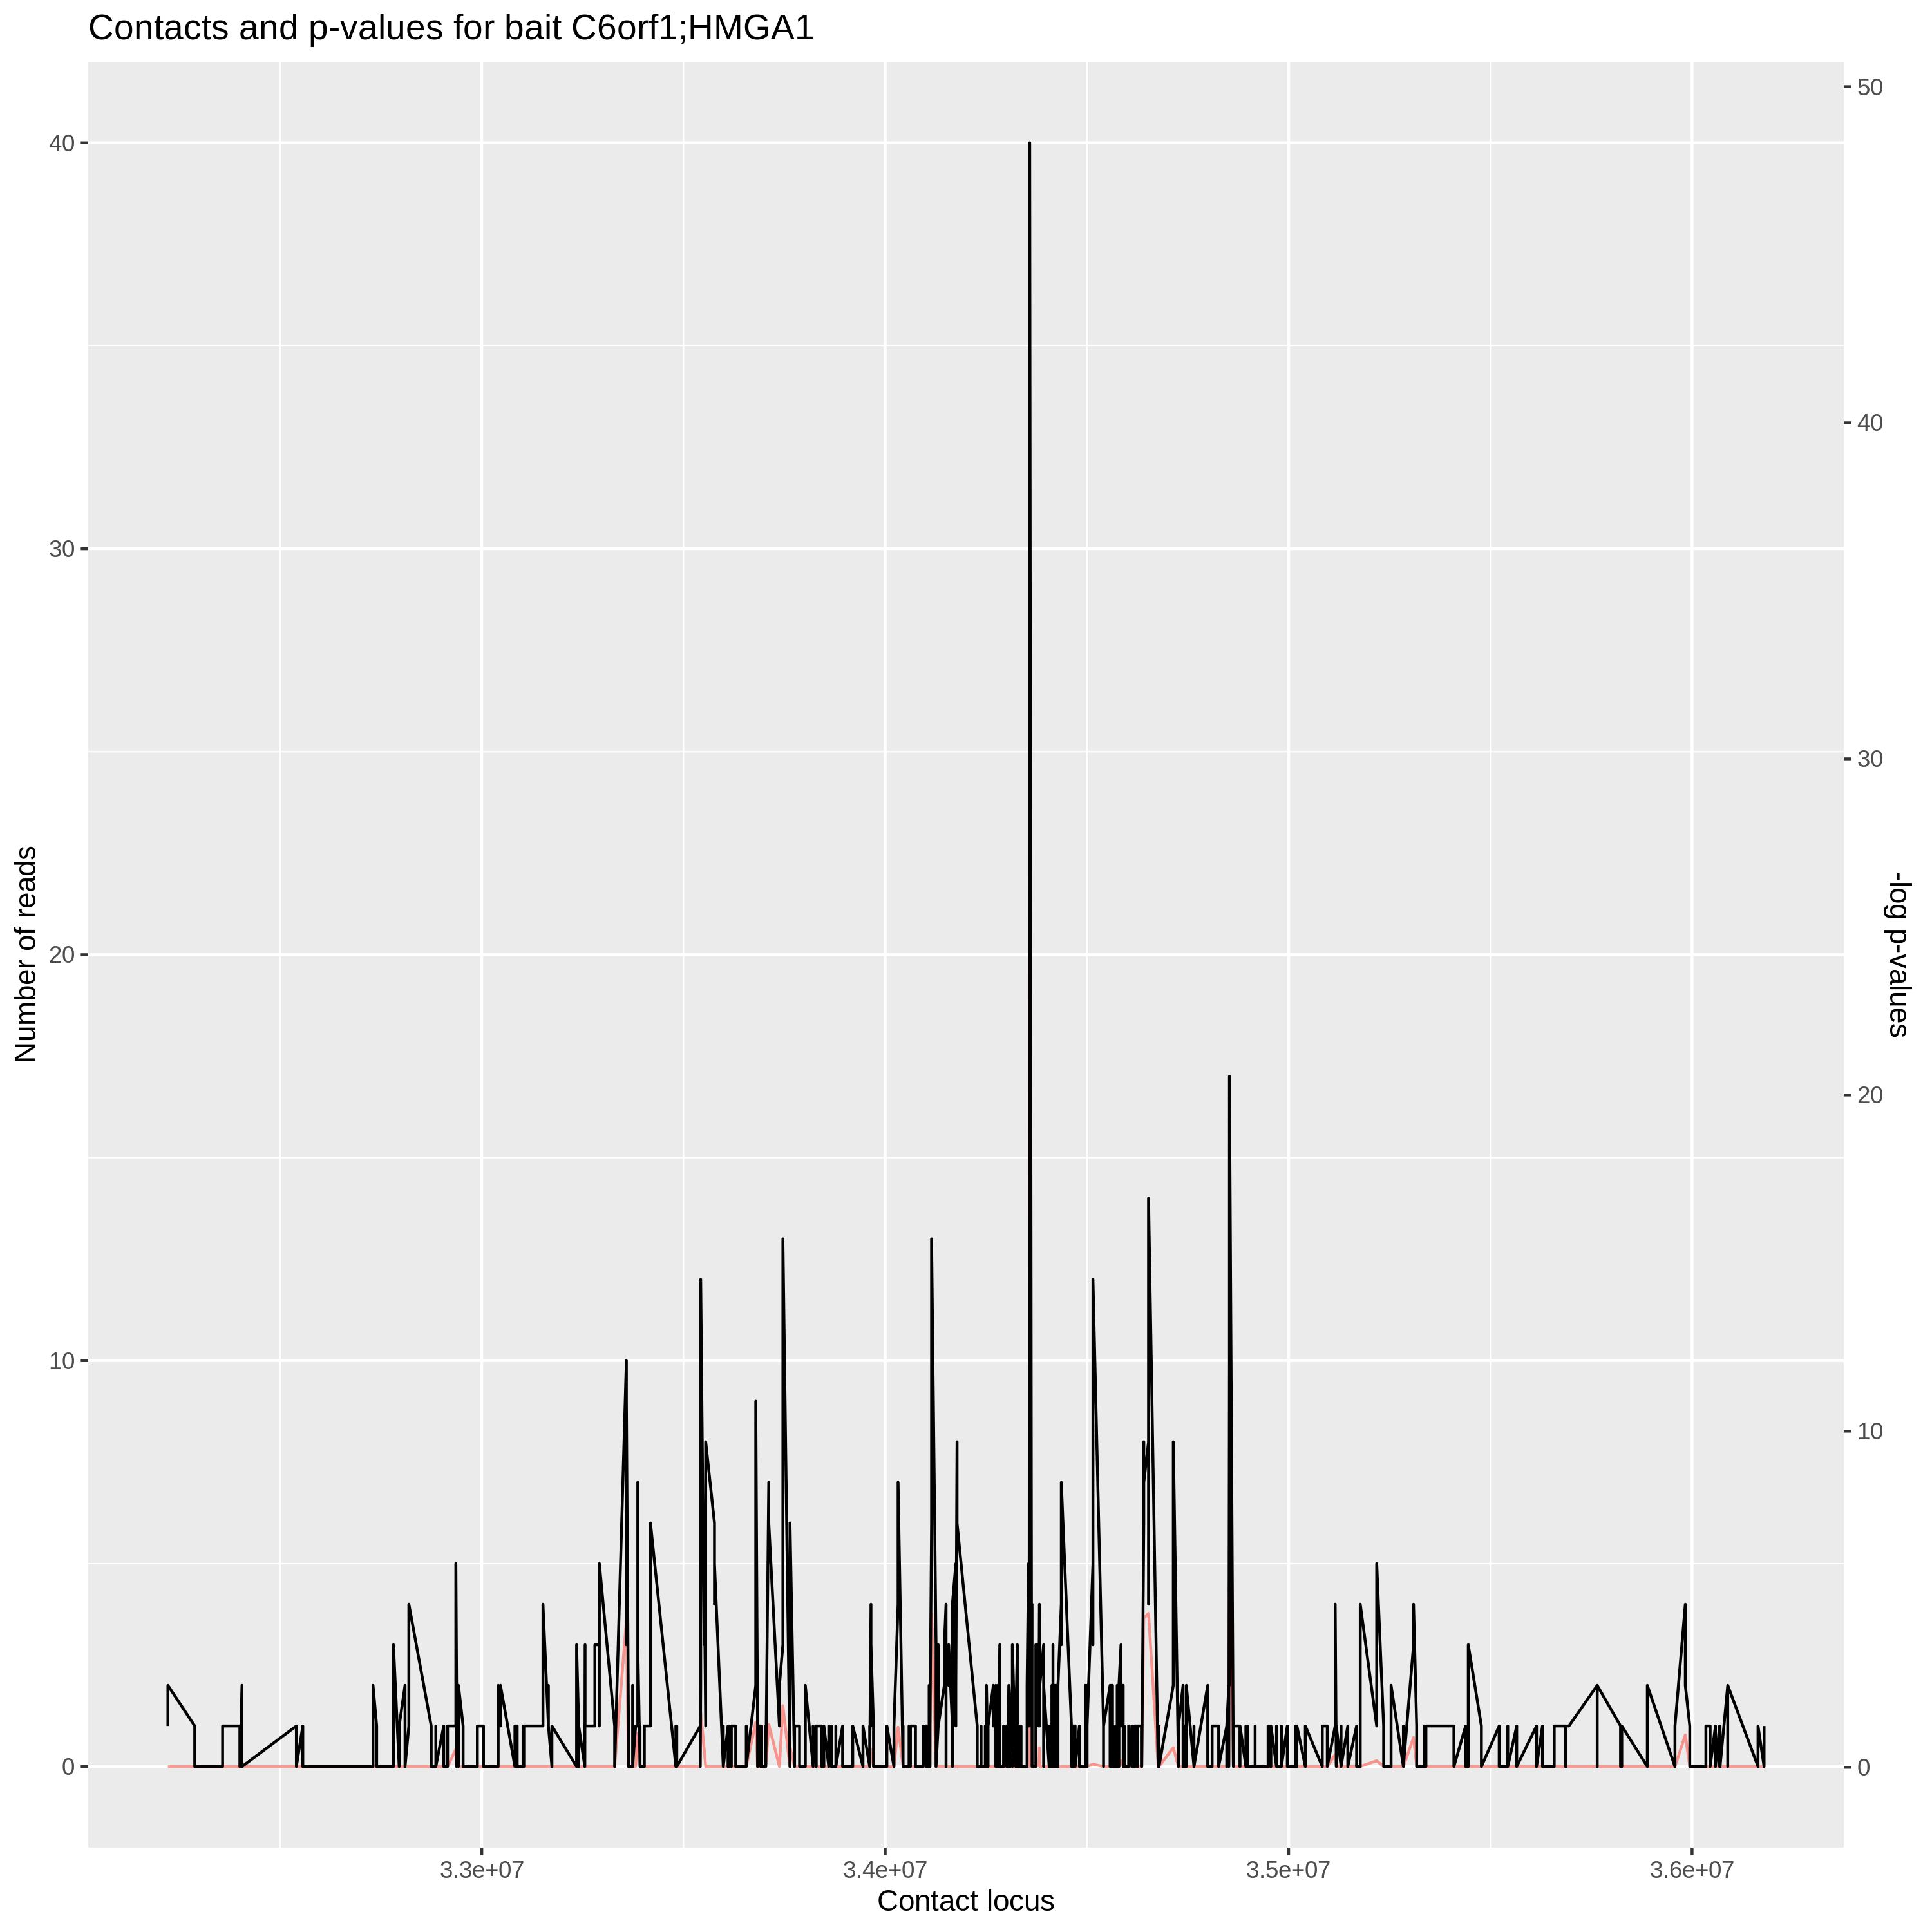 Contacts and p-values for bait C6orf1;HMGA1
50
40
40
30
30
20
20
10
10
0
0
Number of reads
-log p-values
3.3e+07
3.4e+07
3.5e+07
3.6e+07
Contact locus